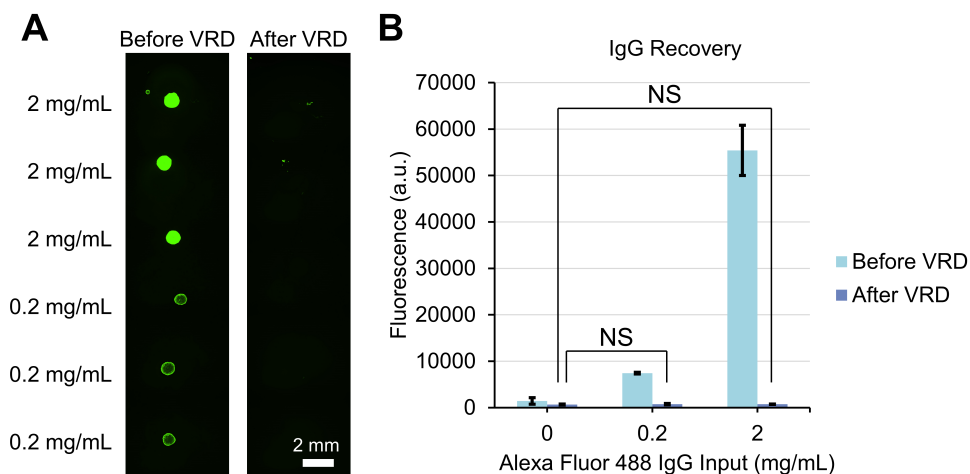 A
Before VRD
After VRD
2 mg/mL
2 mg/mL
2 mg/mL
0.2 mg/mL
0.2 mg/mL
0.2 mg/mL
2 mm
B
IgG Recovery
Fluorescence (a.u.)
70000
60000
50000
40000
30000
20000
10000
0
NS
NS
0
0.2
2
Alexa Fluor 488 IgG Input (mg/mL)
Before VRD
After VRD